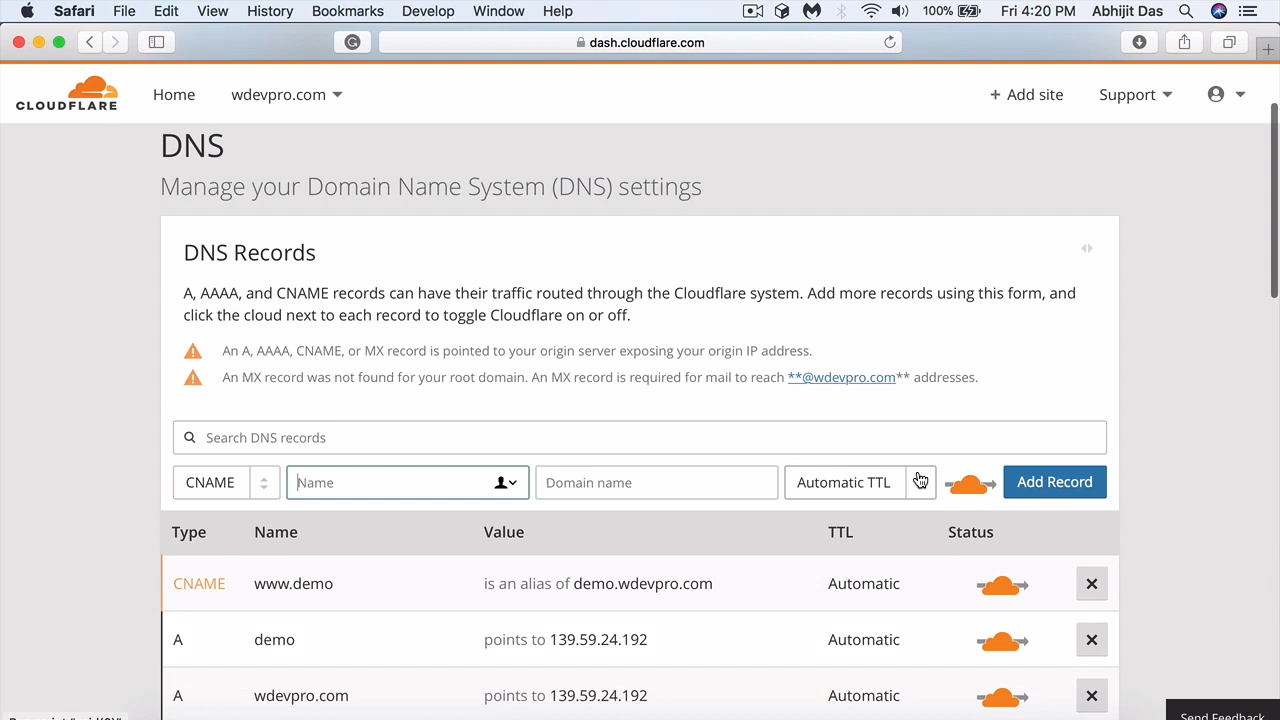 Safari File Edit View History Bookmarks Develop Window Help 100% Fri 4:20 PM Abhijit Das
dash.cloudflare.com
CLOUDFLARE Home wdevpro.com + Add site Support
DNS
Manage your Domain Name System (DNS) settings
DNS Records
A, AAAA, and CNAME records can have their traffic routed through the Cloudflare system. Add more records using this form, and
click the cloud next to each record to toggle Cloudflare on or off.
An A, AAAA, CNAME, or MX record is pointed to your origin server exposing your origin IP address.
An MX record was not found for your root domain. An MX record is required for mail to reach **@wdevpro.com** addresses.
Search DNS records
CNAME Name Domain name Automatic TTL Add Record
Type Name Value TTL Status
CNAME www.demo is an alias of demo.wdevpro.com Automatic
A demo points to 139.59.24.192 Automatic
A wdevpro.com points to 139.59.24.192 Automatic
Send Feedback